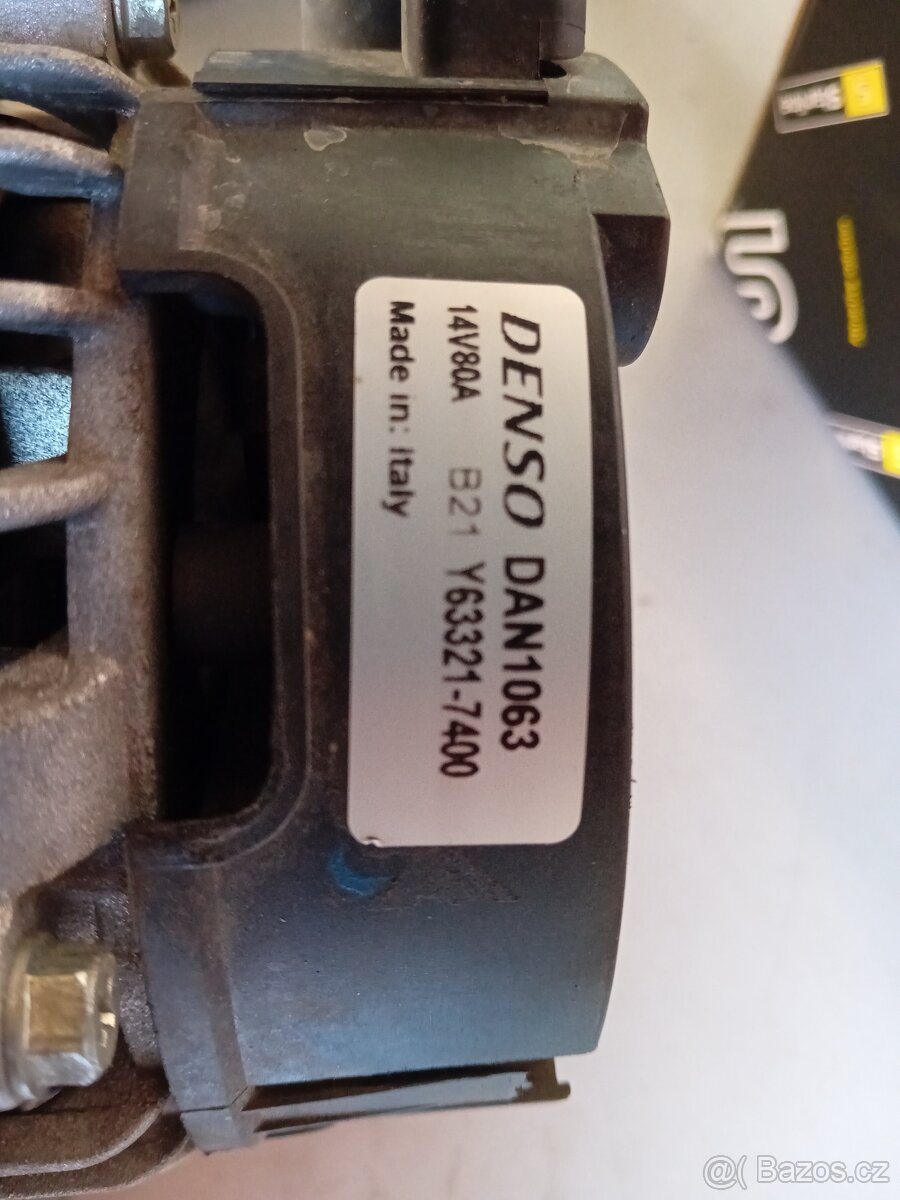 DENSO DAN1063
14V80A B21 Y63321-7400
Made in: Italy
@( Bazos.cz